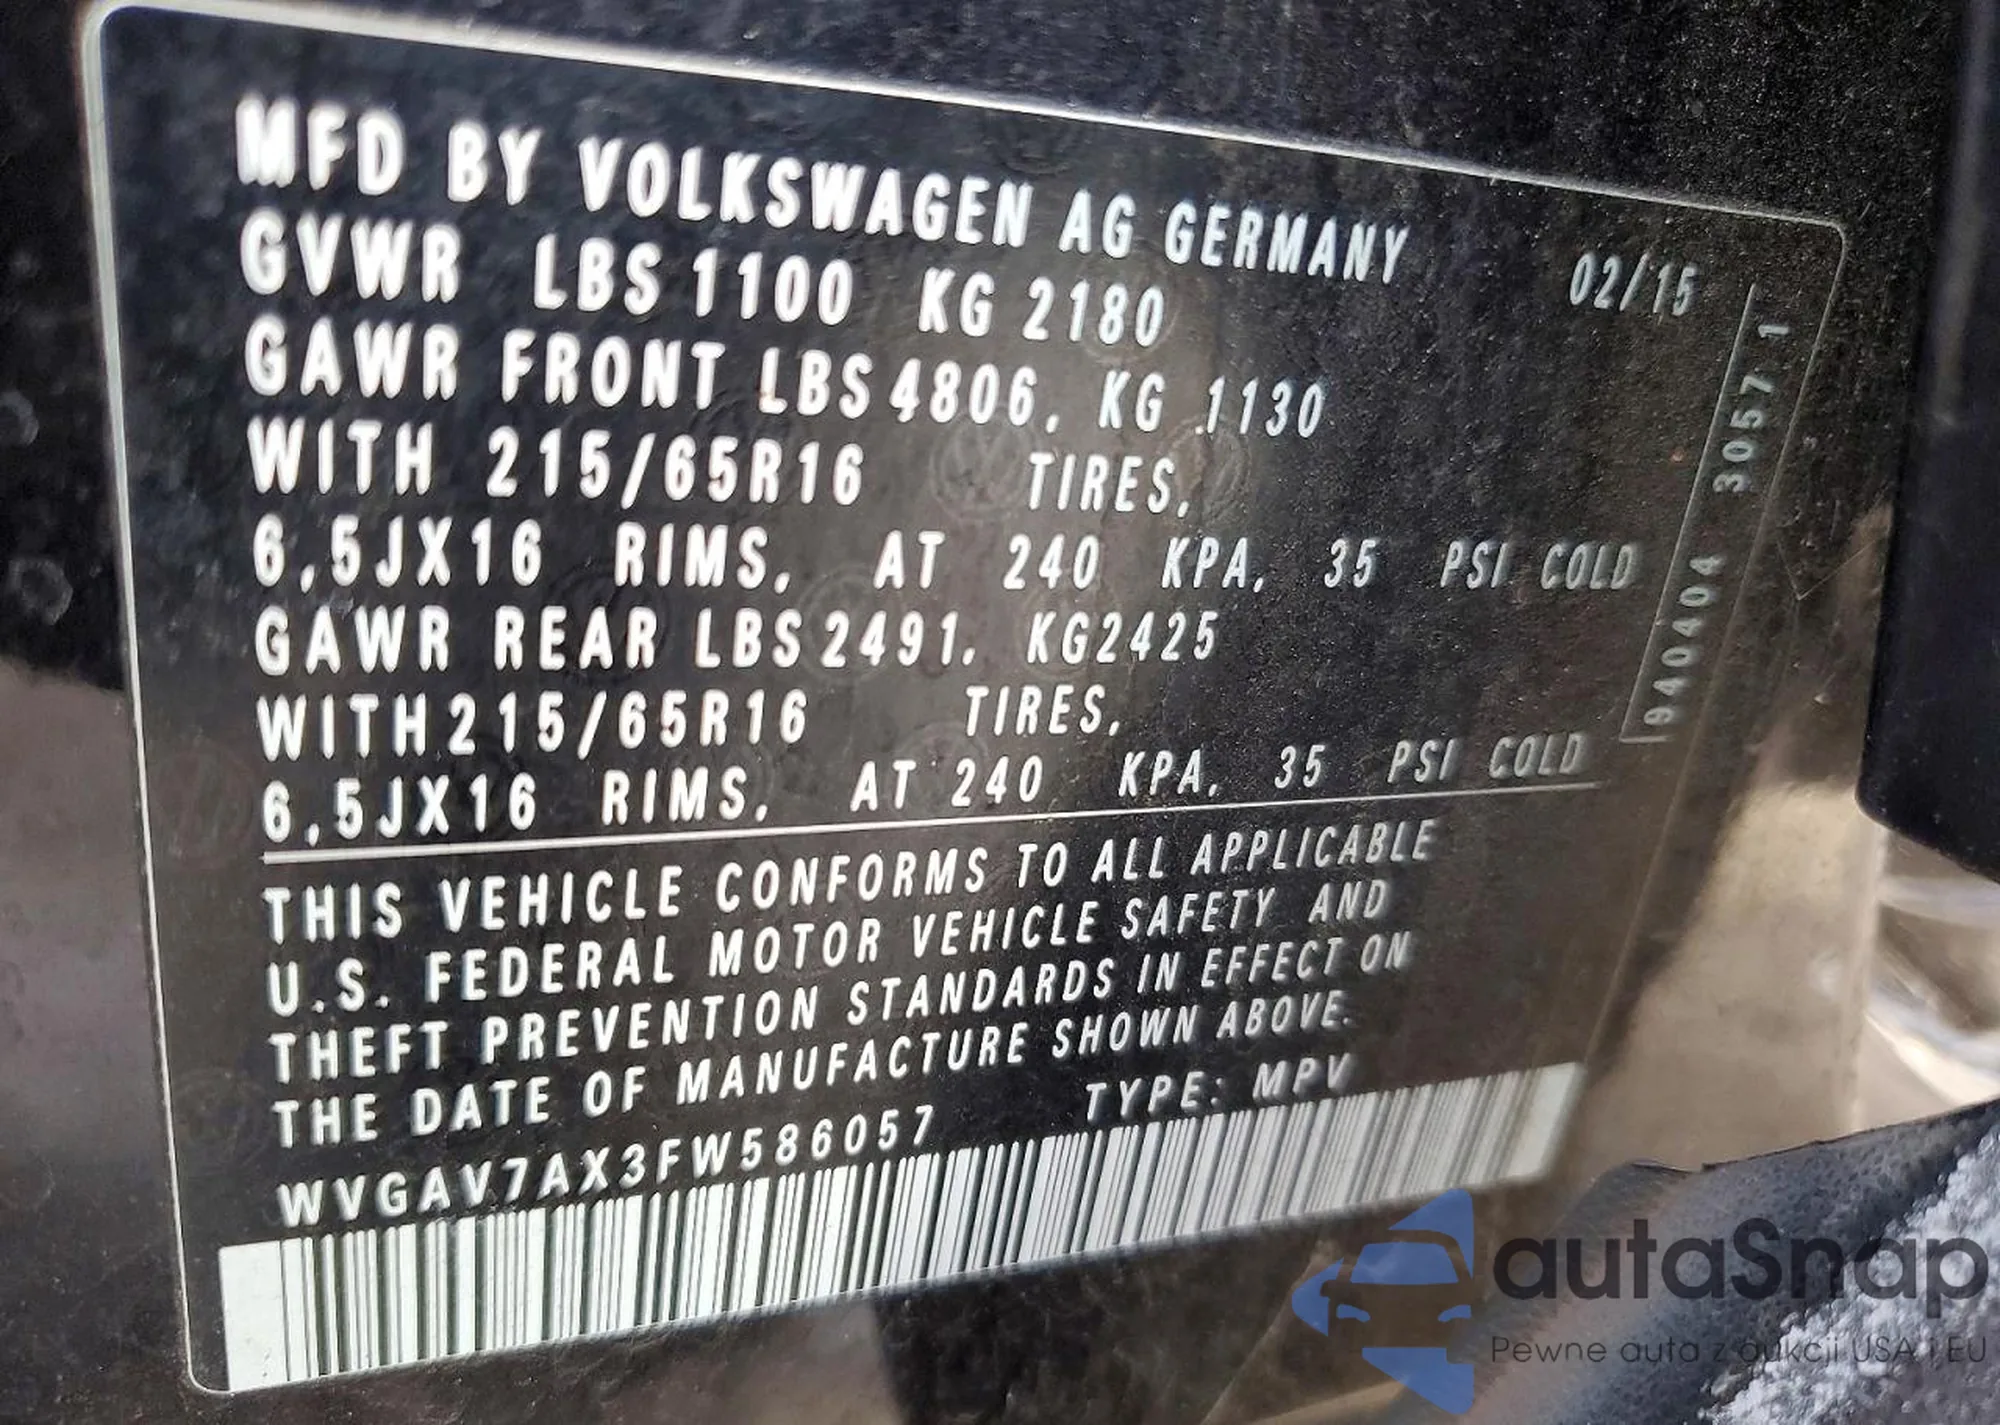 MFD BY VOLKSWAGEN AG GERMANY 02/15
GVWR LBS 1100 KG 2180
GAWR FRONT LBS 4806, KG 1130
WITH 215/65R16 TIRES,
6,5JX16 RIMS, AT 240 KPA, 35 PSI COLD
GAWR REAR LBS 2491, KG2425
WITH215/65R16 TIRES,
6,5JX16 RIMS, AT 240 KPA, 35 PSI COLD
940404 3057 1
THIS VEHICLE CONFORMS TO ALL APPLICABLE
U.S. FEDERAL MOTOR VEHICLE SAFETY AND
THEFT PREVENTION STANDARDS IN EFFECT ON
THE DATE OF MANUFACTURE SHOWN ABOVE.
WVGAV7AX3FW586057 TYPE: MPV
autaSnap
Pewne auta z aukcji USA i EU